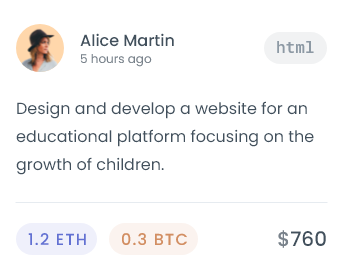 Alice Martin
html
5 hours ago
Design and develop a website for an
educational platform focusing on the
growth of children.
1.2 ETH 0.3 BTC $760